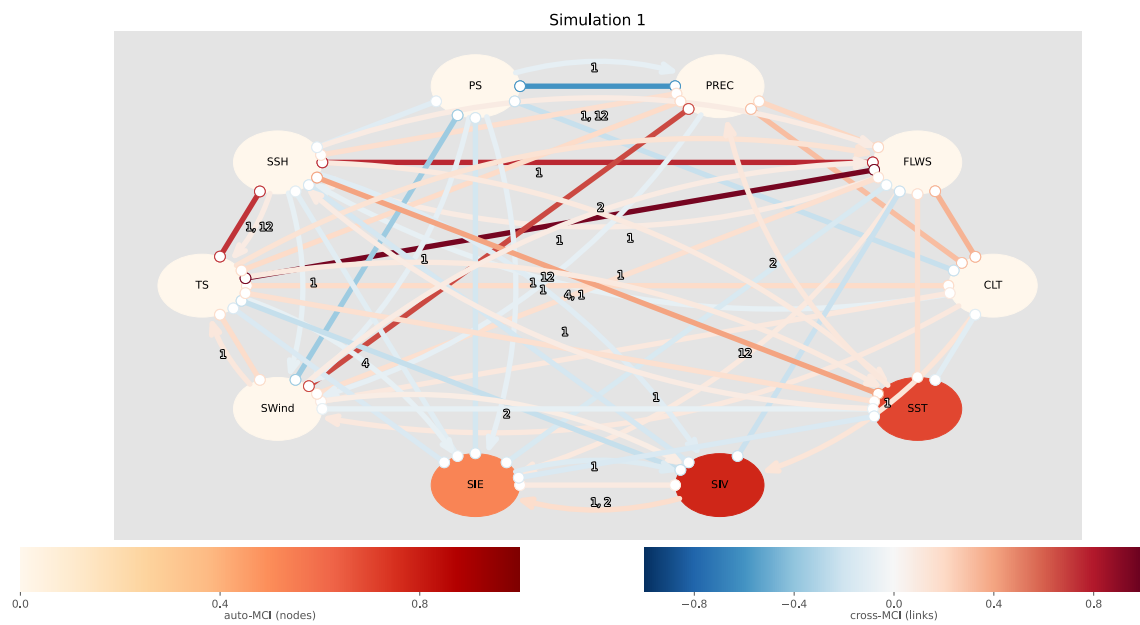 Simulation 1
1
PS
PREC
1, 12
SSH
FLWS
1
2
1, 12
1
1
1
2
TS
1
1
12
1
1
4, 1
CLT
1
1
4
12
1
SWind
2
1
SST
1
SIE
SIV
1, 2
0.0
0.4
0.8
auto-MCI (nodes)
−0.8
−0.4
0.0
0.4
0.8
cross-MCI (links)